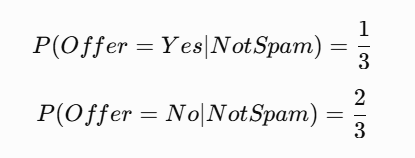 P(Offer = Yes|NotSpam) = 1/3
P(Offer = No|NotSpam) = 2/3